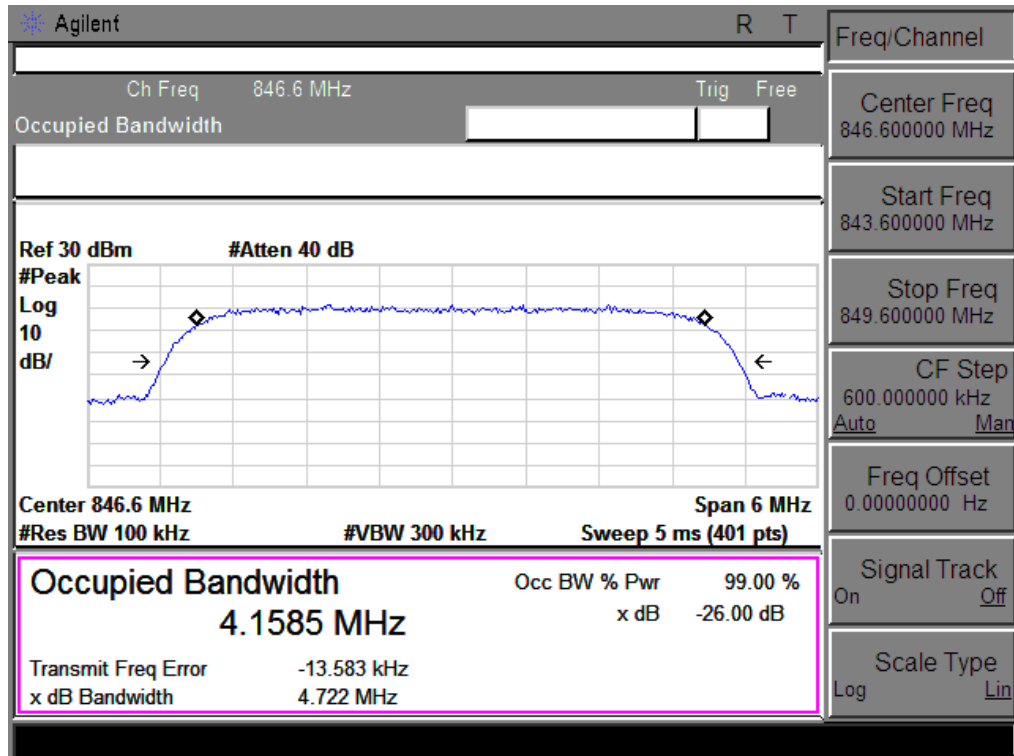 Agilent R T
Freq/Channel
Ch Freq 846.6 MHz Trig Free
Occupied Bandwidth
Center Freq
846.600000 MHz
Start Freq
843.600000 MHz
Stop Freq
849.600000 MHz
CF Step
600.000000 kHz
Auto Man
Freq Offset
0.00000000 Hz
Signal Track
On Off
Scale Type
Log Lin
Ref 30 dBm #Atten 40 dB
#Peak
Log
10
dB/
Center 846.6 MHz Span 6 MHz
#Res BW 100 kHz #VBW 300 kHz Sweep 5 ms (401 pts)
Occupied Bandwidth Occ BW % Pwr 99.00 %
4.1585 MHz x dB -26.00 dB
Transmit Freq Error -13.583 kHz
x dB Bandwidth 4.722 MHz